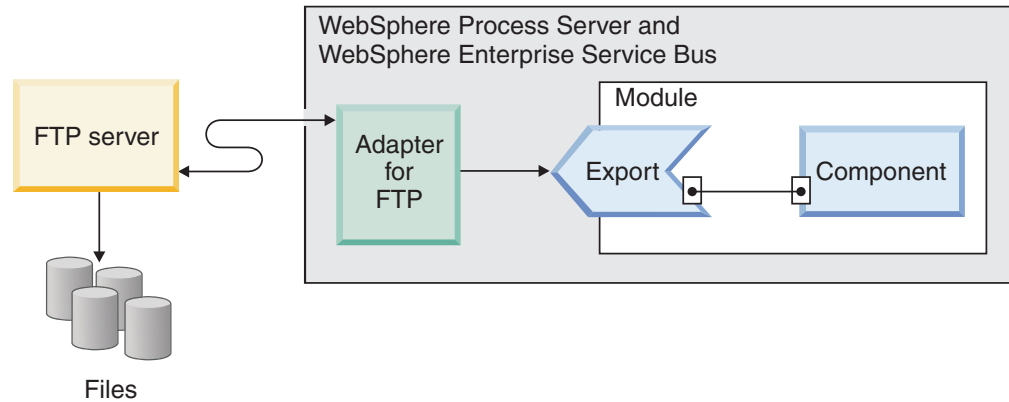 WebSphere Process Server and
WebSphere Enterprise Service Bus
Module
FTP server
Adapter
for
FTP
Export
Component
Files